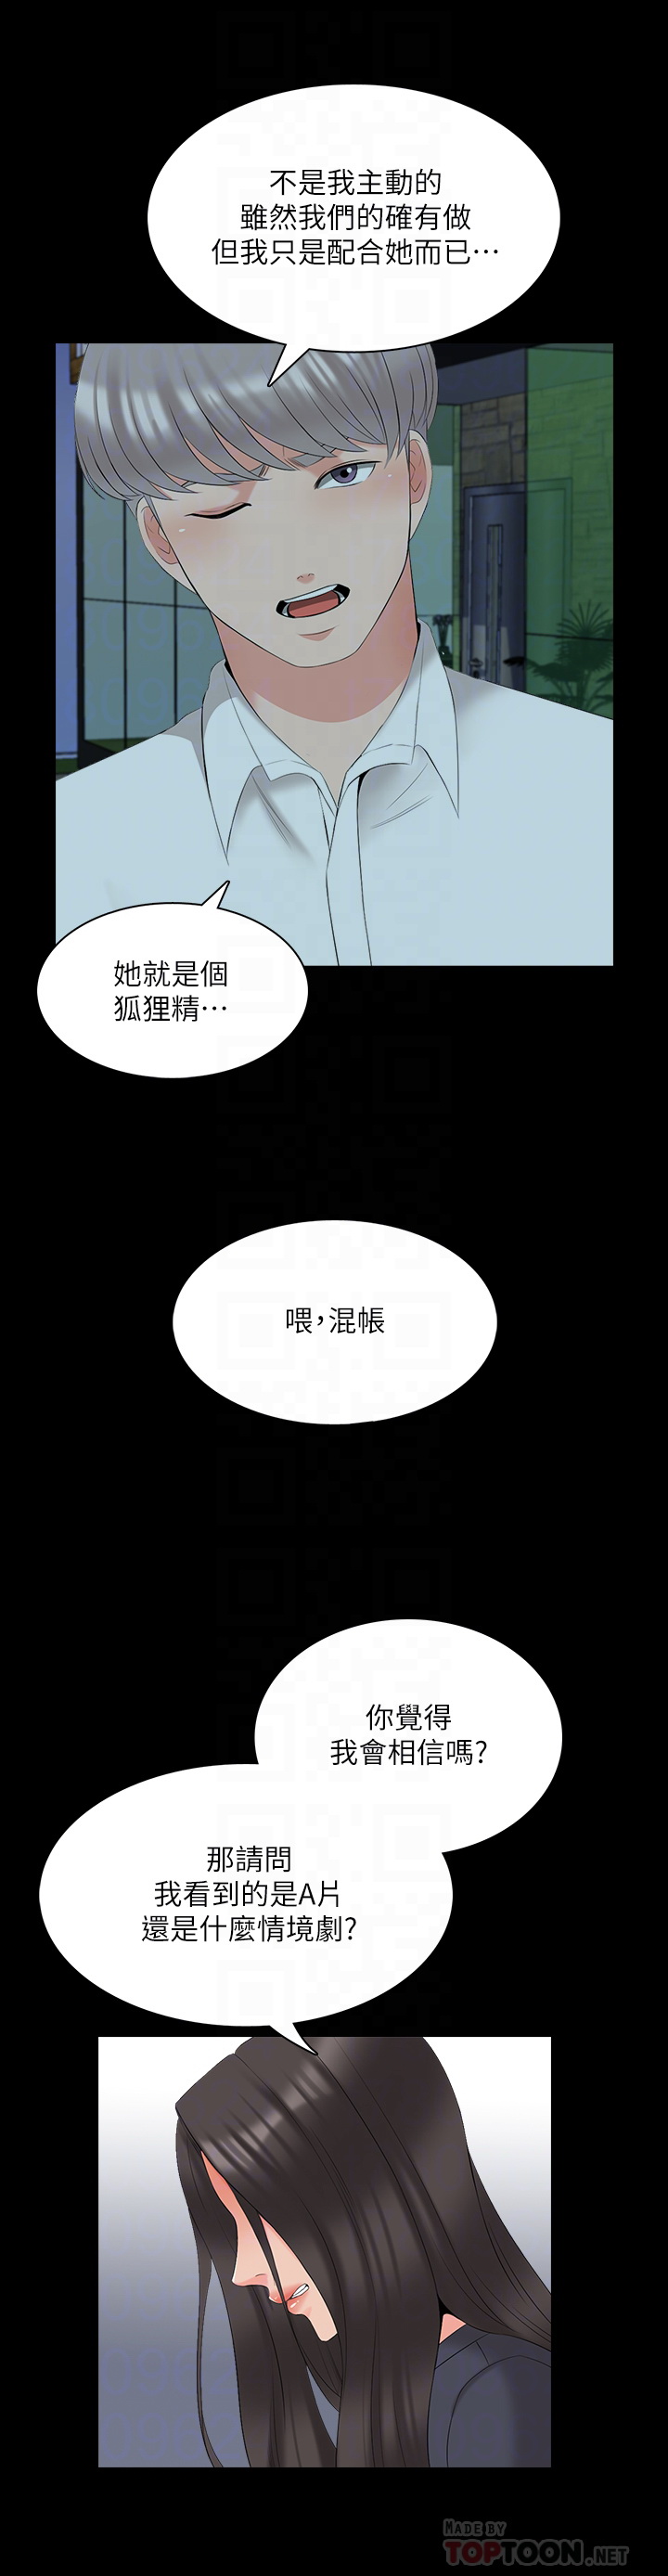 不是我主動的
雖然我們的確有做
但我只是配合她而已…
她就是個
狐狸精…
喂,混帳
你覺得
我會相信嗎?
那請問
我看到的是A片
還是什麼情境劇?
MADE BY
TOPTOON.NET